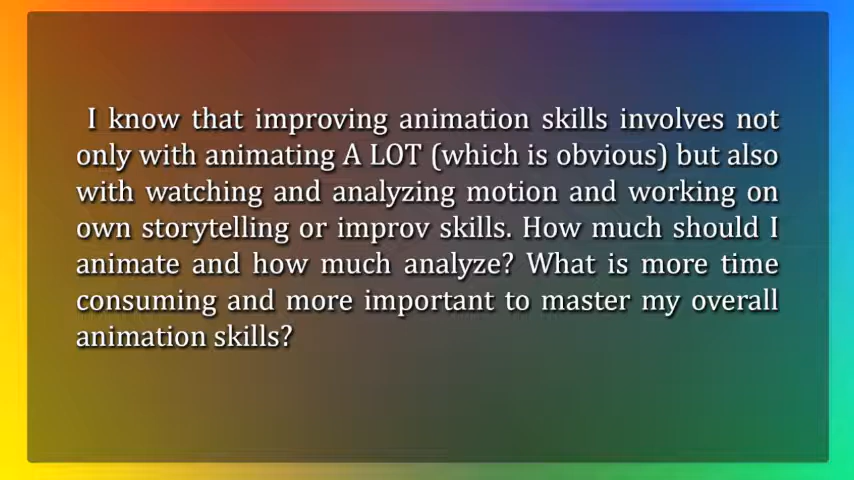 I know that improving animation skills involves not
only with animating A LOT (which is obvious) but also
with watching and analyzing motion and working on
own storytelling or improv skills. How much should I
animate and how much analyze? What is more time
consuming and more important to master my overall
animation skills?